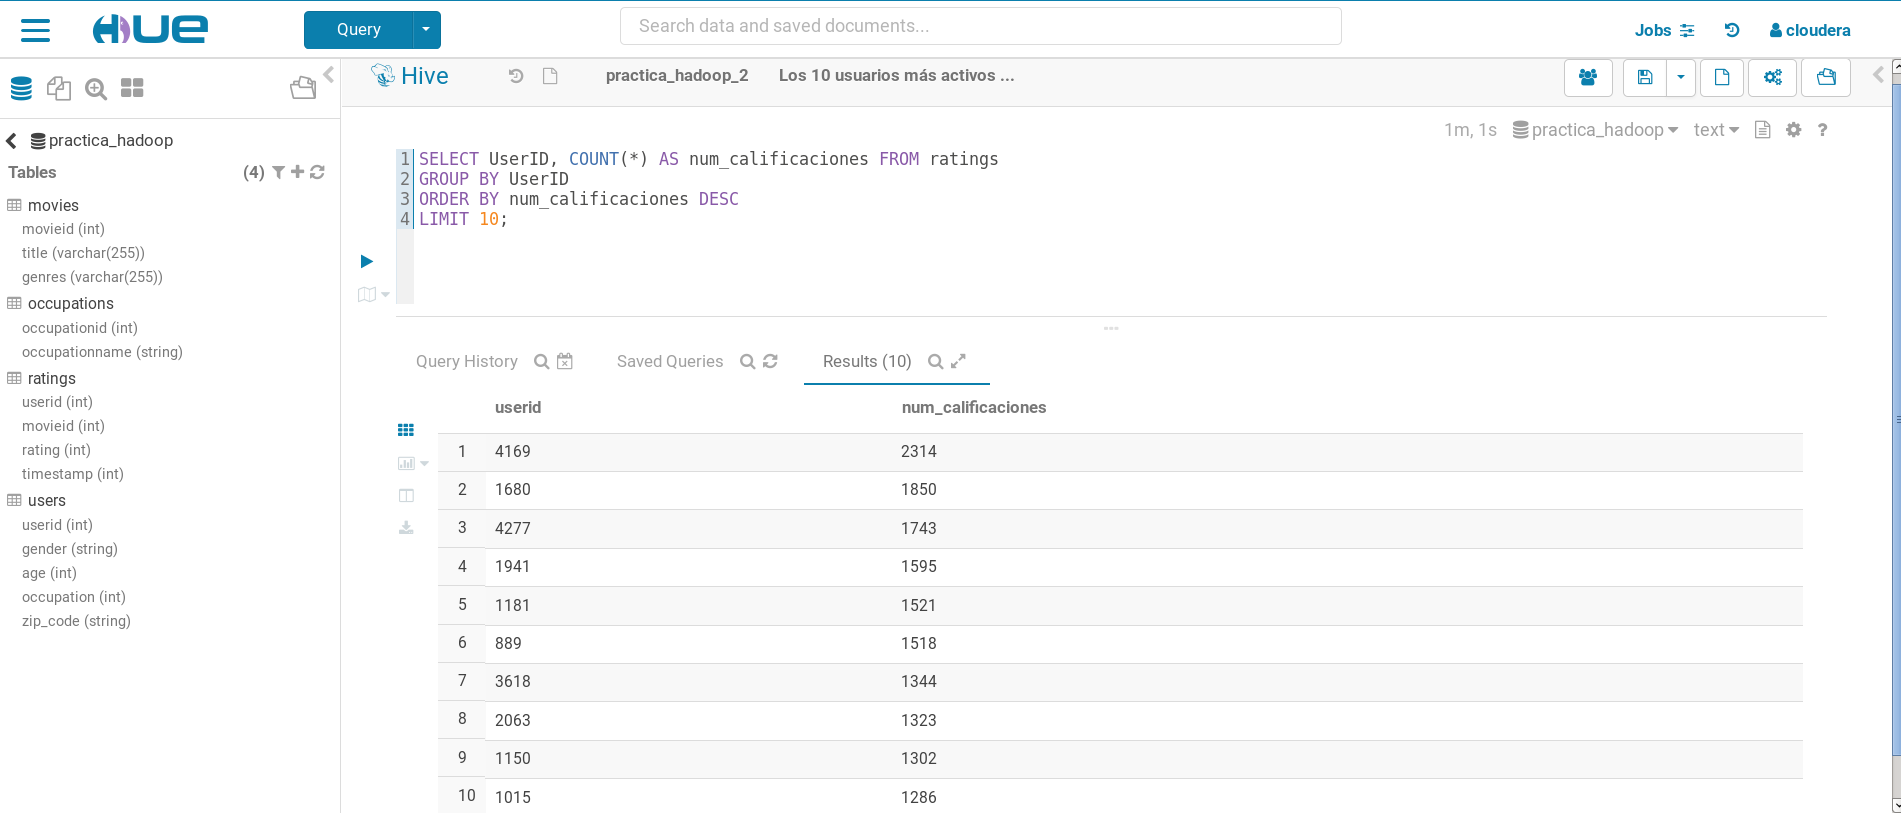 HUE
Query
Search data and saved documents...
Jobs
cloudera
Hive
practica_hadoop_2
Los 10 usuarios más activos ...
practica_hadoop
Tables
(4)
movies
movieid (int)
title (varchar(255))
genres (varchar(255))
occupations
occupationid (int)
occupationname (string)
ratings
userid (int)
movieid (int)
rating (int)
timestamp (int)
users
userid (int)
gender (string)
age (int)
occupation (int)
zip_code (string)
1m, 1s
practica_hadoop
text
?
1 SELECT UserID, COUNT(*) AS num_calificaciones FROM ratings
2 GROUP BY UserID
3 ORDER BY num_calificaciones DESC
4 LIMIT 10;
Query History
Saved Queries
Results (10)
userid num_calificaciones
1 4169 2314
2 1680 1850
3 4277 1743
4 1941 1595
5 1181 1521
6 889 1518
7 3618 1344
8 2063 1323
9 1150 1302
10 1015 1286